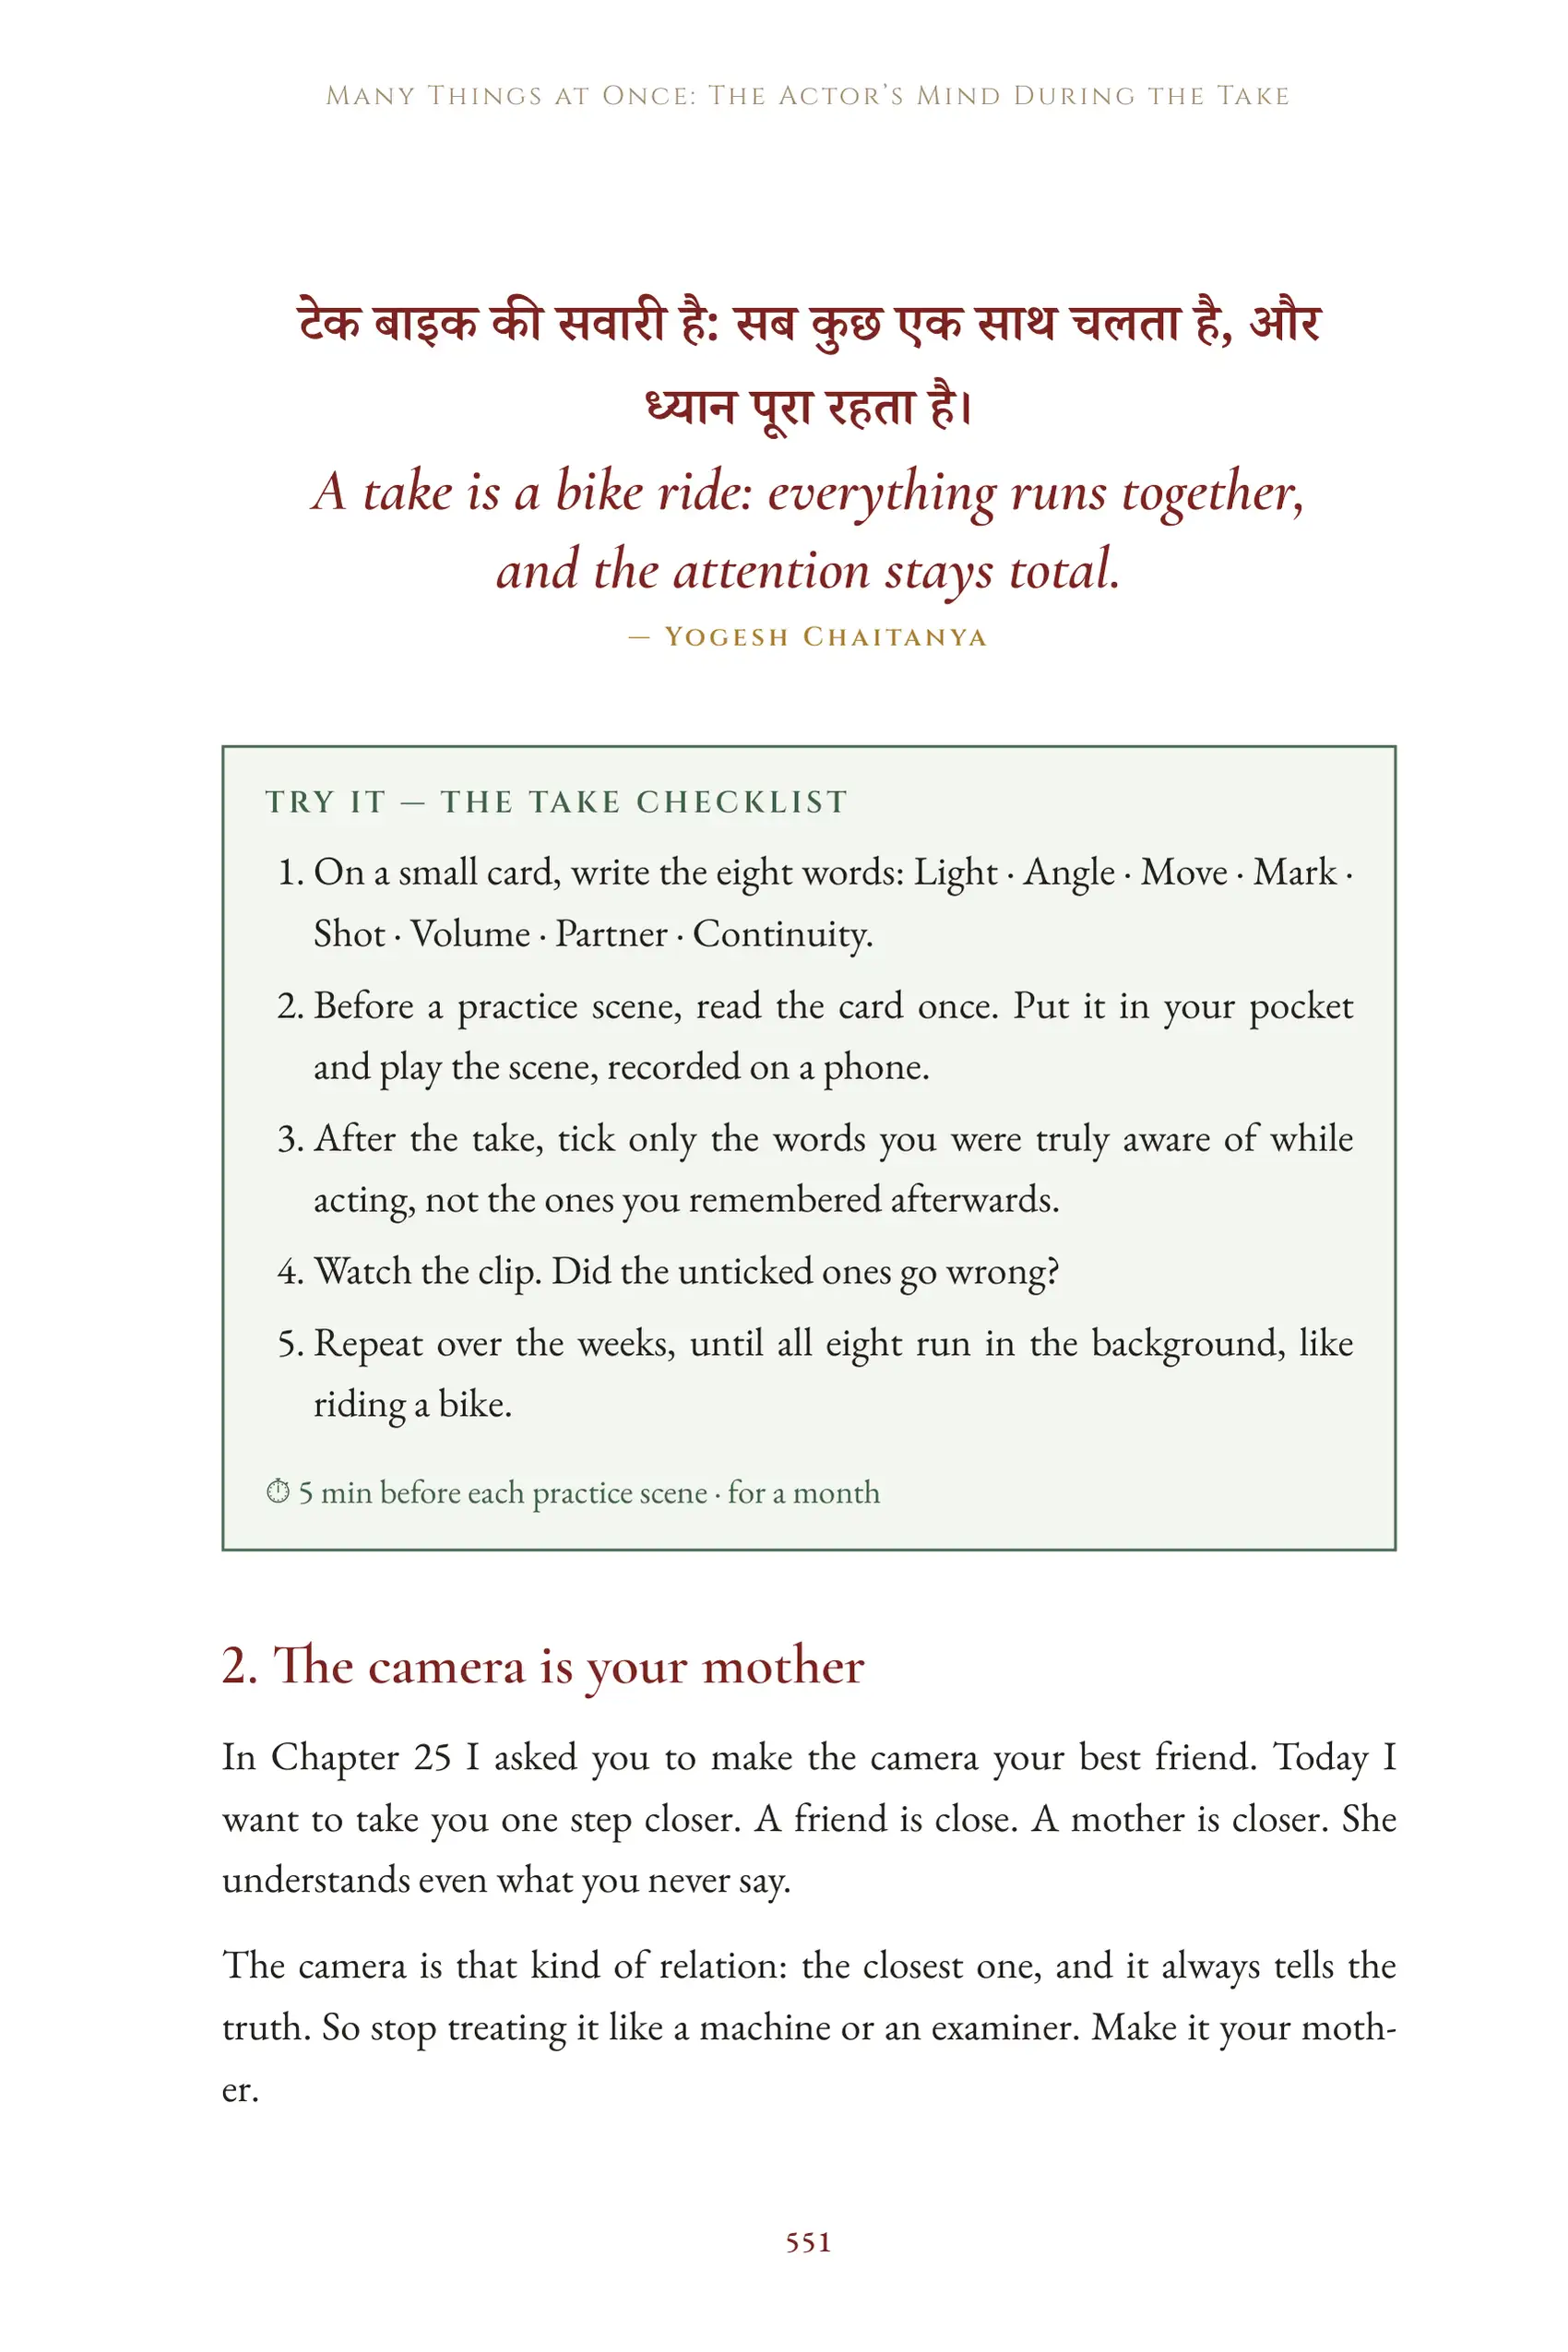 Many Things at Once: The Actor’s Mind During the Take
टेक बाइक की सवारी है: सब कुछ एक साथ चलता है, और
ध्यान पूरा रहता है।
A take is a bike ride: everything runs together,
and the attention stays total.
— Yogesh Chaitanya
TRY IT — THE TAKE CHECKLIST
1. On a small card, write the eight words: Light · Angle · Move · Mark ·
Shot · Volume · Partner · Continuity.
2. Before a practice scene, read the card once. Put it in your pocket
and play the scene, recorded on a phone.
3. After the take, tick only the words you were truly aware of while
acting, not the ones you remembered afterwards.
4. Watch the clip. Did the unticked ones go wrong?
5. Repeat over the weeks, until all eight run in the background, like
riding a bike.
⏱ 5 min before each practice scene · for a month
2. The camera is your mother
In Chapter 25 I asked you to make the camera your best friend. Today I
want to take you one step closer. A friend is close. A mother is closer. She
understands even what you never say.
The camera is that kind of relation: the closest one, and it always tells the
truth. So stop treating it like a machine or an examiner. Make it your moth-
er.
551